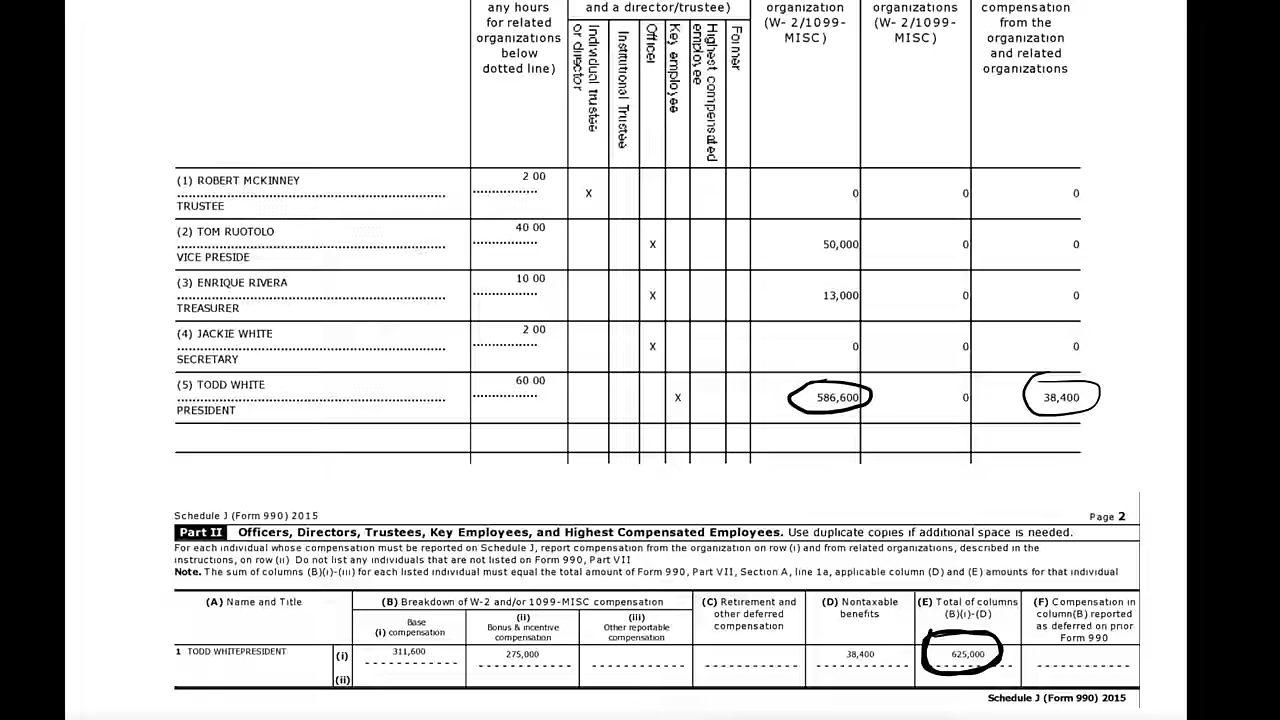 any hours
for related
organizations
below
dotted line)
and a director/trustee)
Individual trustee
or director
Institutional Trustee
Officer
Key employee
Highest compensated
employee
Former
organization
(W- 2/1099-
MISC)
organizations
(W- 2/1099-
MISC)
compensation
from the
organization
and related
organizations
(1) ROBERT MCKINNEY
TRUSTEE
2 00
X
0
0
0
(2) TOM RUOTOLO
VICE PRESIDE
40 00
X
50,000
0
0
(3) ENRIQUE RIVERA
TREASURER
10 00
X
13,000
0
0
(4) JACKIE WHITE
SECRETARY
2 00
X
0
0
0
(5) TODD WHITE
PRESIDENT
60 00
X
586,600
0
38,400
Schedule J (Form 990) 2015
Page 2
Part II Officers, Directors, Trustees, Key Employees, and Highest Compensated Employees. Use duplicate copies if additional space is needed.
For each individual whose compensation must be reported on Schedule J, report compensation from the organization on row (i) and from related organizations, described in the
instructions, on row (ii) Do not list any individuals that are not listed on Form 990, Part VII
Note. The sum of columns (B)(i)-(iii) for each listed individual must equal the total amount of Form 990, Part VII, Section A, line 1a, applicable column (D) and (E) amounts for that individual
(A) Name and Title
(B) Breakdown of W-2 and/or 1099-MISC compensation
Base
(i) compensation
(ii)
Bonus & incentive
compensation
(iii)
Other reportable
compensation
(C) Retirement and
other deferred
compensation
(D) Nontaxable
benefits
(E) Total of columns
(B)(i)-(D)
(F) Compensation in
column(B) reported
as deferred on prior
Form 990
1 TODD WHITEPRESIDENT
(i)
(ii)
311,600
275,000
38,400
625,000
Schedule J (Form 990) 2015